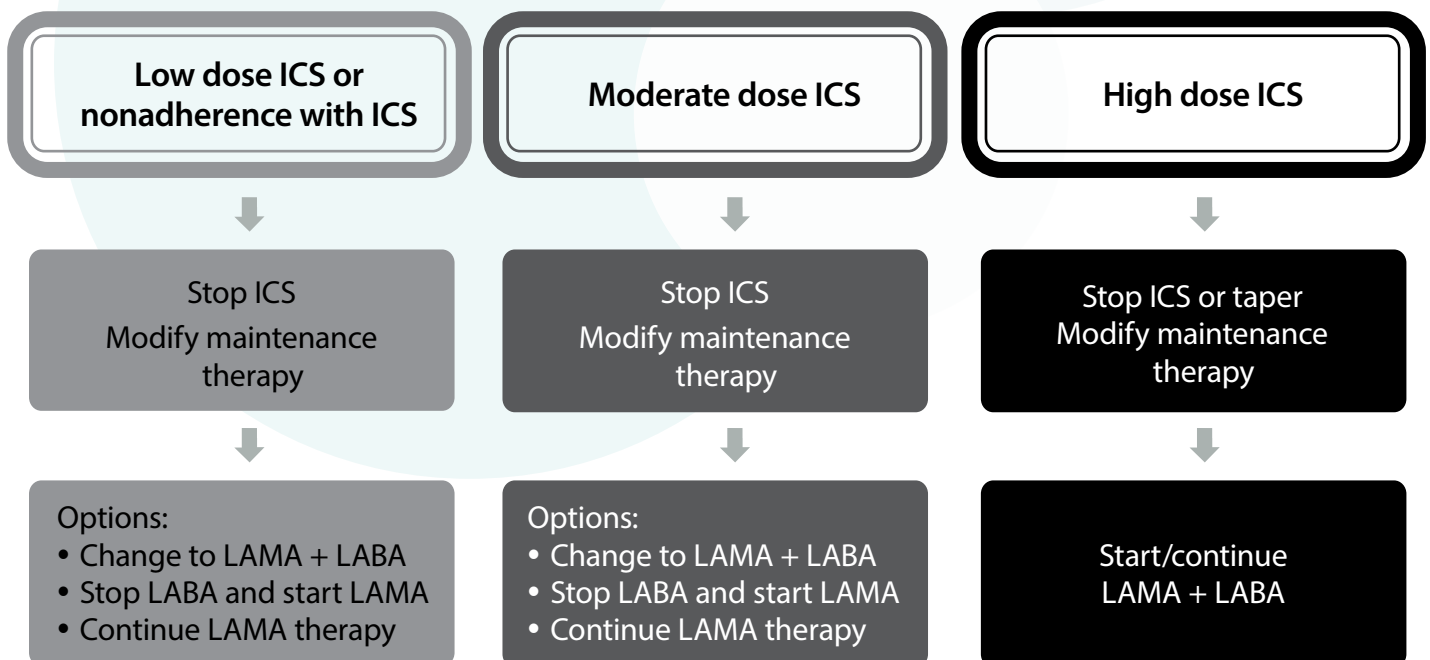 Low dose ICS or
nonadherence with ICS
Moderate dose ICS
High dose ICS
Stop ICS
Modify maintenance
therapy
Stop ICS
Modify maintenance
therapy
Stop ICS or taper
Modify maintenance
therapy
Options:
• Change to LAMA + LABA
• Stop LABA and start LAMA
• Continue LAMA therapy
Options:
• Change to LAMA + LABA
• Stop LABA and start LAMA
• Continue LAMA therapy
Start/continue
LAMA + LABA